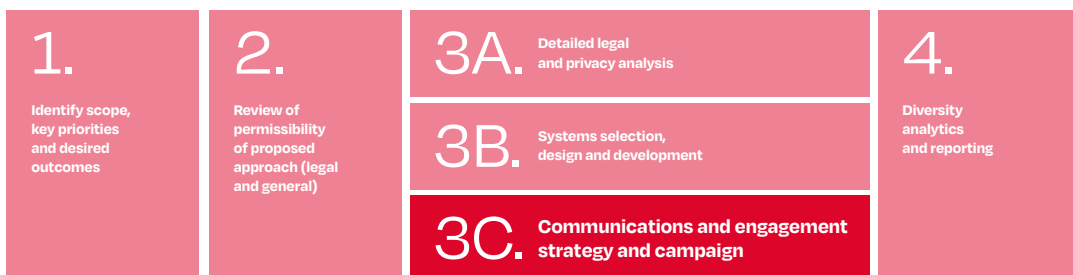 1.
Identify scope,
key priorities
and desired
outcomes
2.
Review of
permissibility
of proposed
approach (legal
and general)
3A.
Detailed legal
and privacy analysis
3B.
Systems selection,
design and development
3C.
Communications and engagement
strategy and campaign
4.
Diversity
analytics
and reporting